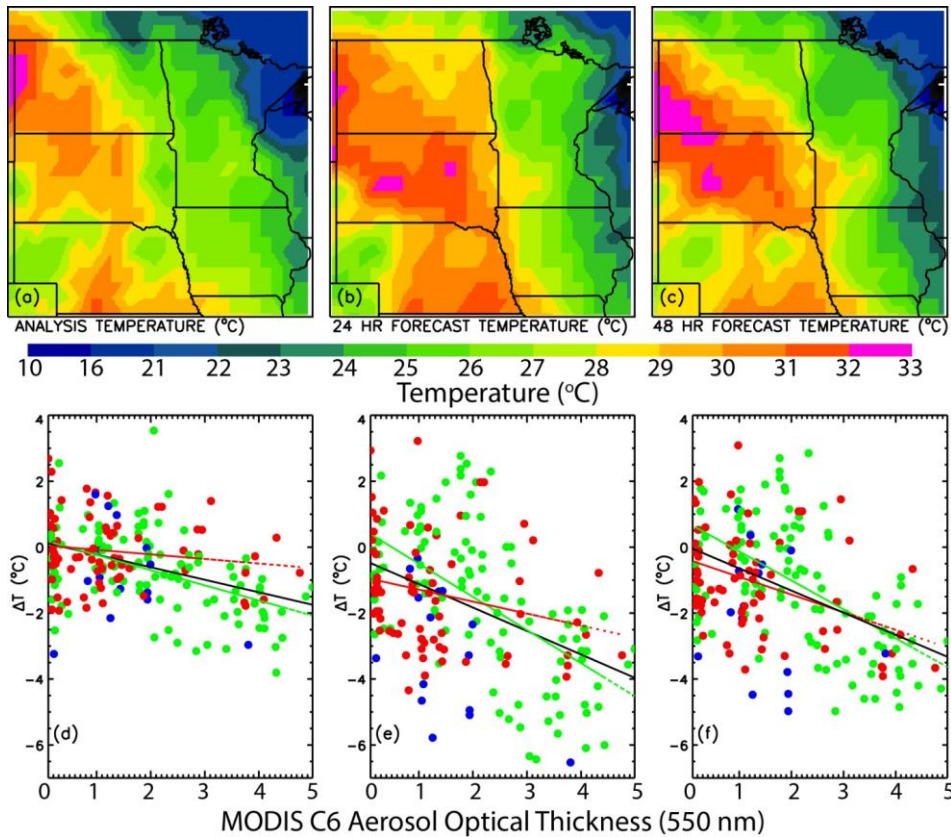 (a) (b) (c)
ANALYSIS TEMPERATURE (°C) 24 HR FORECAST TEMPERATURE (°C) 48 HR FORECAST TEMPERATURE (°C)
10 16 21 22 23 24 25 26 27 28 29 30 31 32 33
Temperature (°C)
4 4 4
2 2 2
0 0 0
ΔT (°C) ΔT (°C) ΔT (°C)
−2 −2 −2
−4 −4 −4
−6 (d) −6 (e) −6 (f)
0 1 2 3 4 5 0 1 2 3 4 5 0 1 2 3 4 5
MODIS C6 Aerosol Optical Thickness (550 nm)